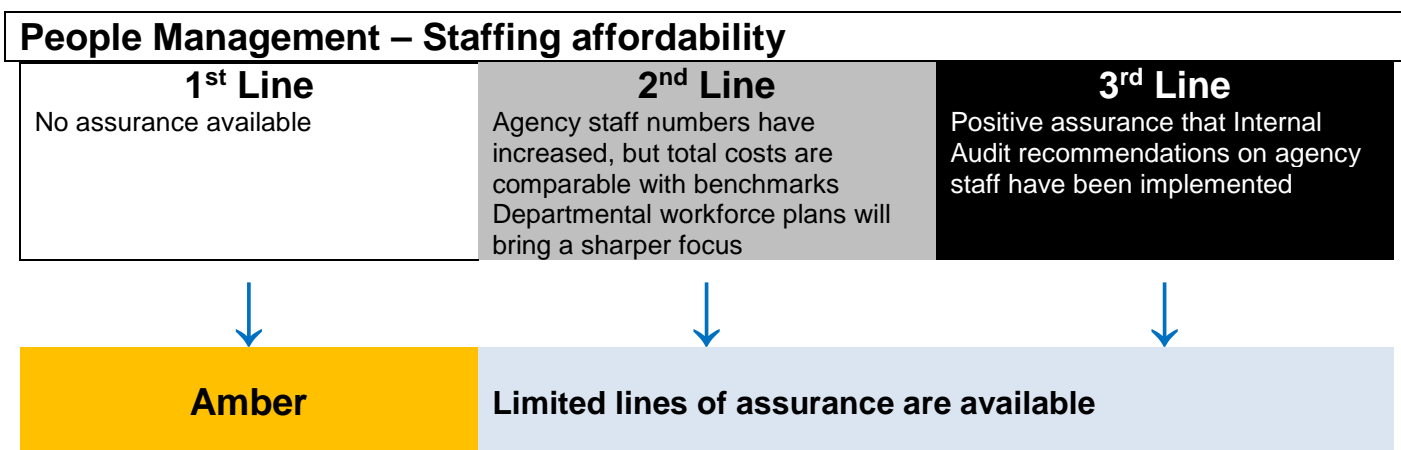 People Management – Staffing affordability
1st Line
No assurance available
2nd Line
Agency staff numbers have
increased, but total costs are
comparable with benchmarks
Departmental workforce plans will
bring a sharper focus
3rd Line
Positive assurance that Internal
Audit recommendations on agency
staff have been implemented
Amber
Limited lines of assurance are available